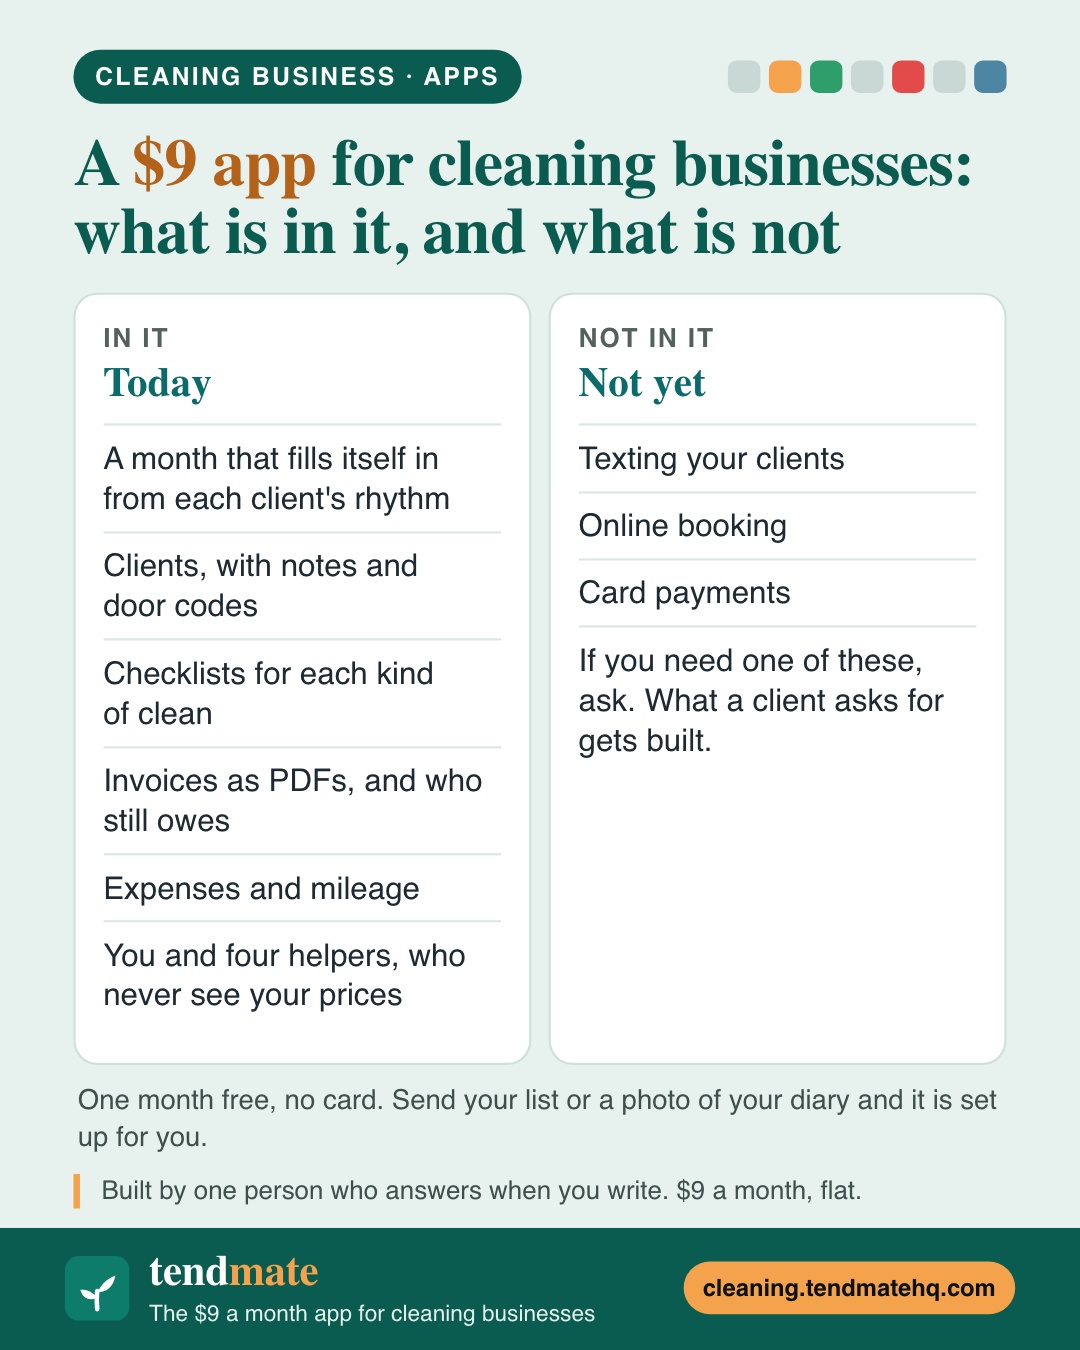 CLEANING BUSINESS · APPS
A $9 app for cleaning businesses:
what is in it, and what is not
IN IT
Today
A month that fills itself in
from each client's rhythm
Clients, with notes and
door codes
Checklists for each kind
of clean
Invoices as PDFs, and who
still owes
Expenses and mileage
You and four helpers, who
never see your prices
NOT IN IT
Not yet
Texting your clients
Online booking
Card payments
If you need one of these,
ask. What a client asks for
gets built.
One month free, no card. Send your list or a photo of your diary and it is set
up for you.
Built by one person who answers when you write. $9 a month, flat.
tendmate
The $9 a month app for cleaning businesses
cleaning.tendmatehq.com